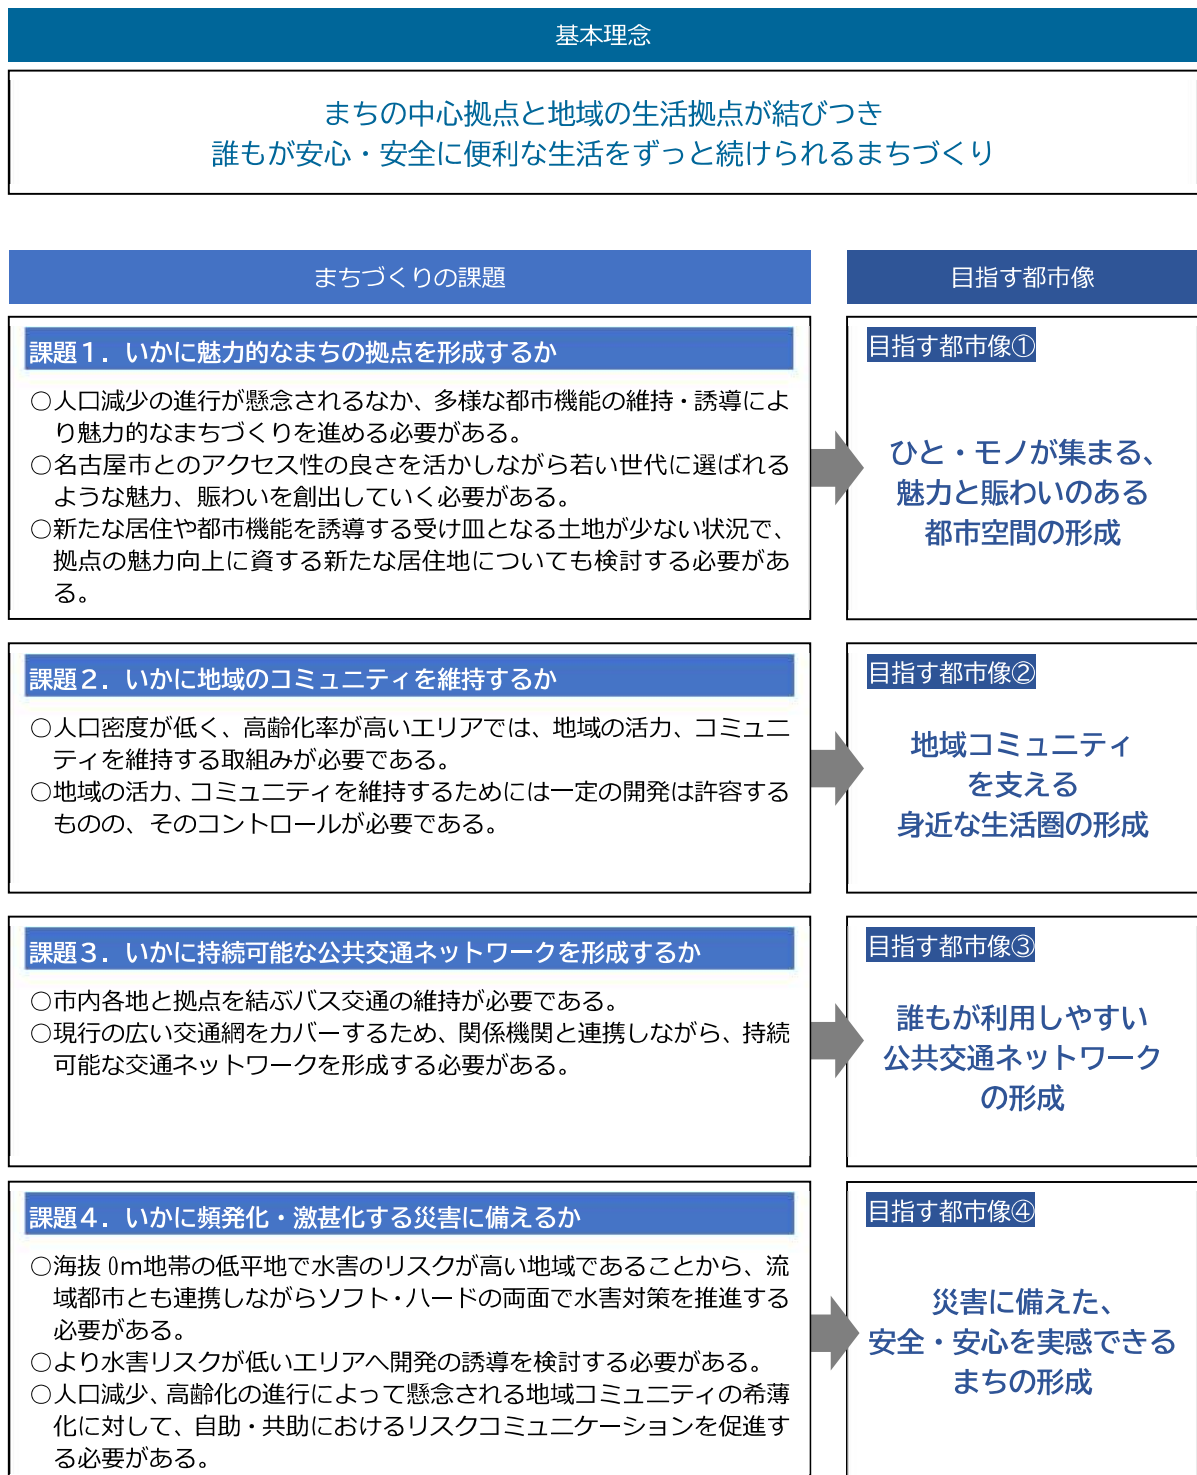 基本理念
まちの中心拠点と地域の生活拠点が結びつき
誰もが安心・安全に便利な生活をずっと続けられるまちづくり
まちづくりの課題
目指す都市像
課題１．いかに魅力的なまちの拠点を形成するか
○人口減少の進行が懸念されるなか、多様な都市機能の維持・誘導によ
り魅力的なまちづくりを進める必要がある。
○名古屋市とのアクセス性の良さを活かしながら若い世代に選ばれる
ような魅力、賑わいを創出していく必要がある。
○新たな居住や都市機能を誘導する受け皿となる土地が少ない状況で、
拠点の魅力向上に資する新たな居住地についても検討する必要があ
る。
目指す都市像①
ひと・モノが集まる、
魅力と賑わいのある
都市空間の形成
課題２．いかに地域のコミュニティを維持するか
○人口密度が低く、高齢化率が高いエリアでは、地域の活力、コミュニ
ティを維持する取組みが必要である。
○地域の活力、コミュニティを維持するためには一定の開発は許容する
ものの、そのコントロールが必要である。
目指す都市像②
地域コミュニティ
を支える
身近な生活圏の形成
課題３．いかに持続可能な公共交通ネットワークを形成するか
○市内各地と拠点を結ぶバス交通の維持が必要である。
○現行の広い交通網をカバーするため、関係機関と連携しながら、持続
可能な交通ネットワークを形成する必要がある。
目指す都市像③
誰もが利用しやすい
公共交通ネットワーク
の形成
課題４．いかに頻発化・激甚化する災害に備えるか
○海抜 0m地帯の低平地で水害のリスクが高い地域であることから、流
域都市とも連携しながらソフト・ハードの両面で水害対策を推進する
必要がある。
○より水害リスクが低いエリアへ開発の誘導を検討する必要がある。
○人口減少、高齢化の進行によって懸念される地域コミュニティの希薄
化に対して、自助・共助におけるリスクコミュニケーションを促進す
る必要がある。
目指す都市像④
災害に備えた、
安全・安心を実感できる
まちの形成